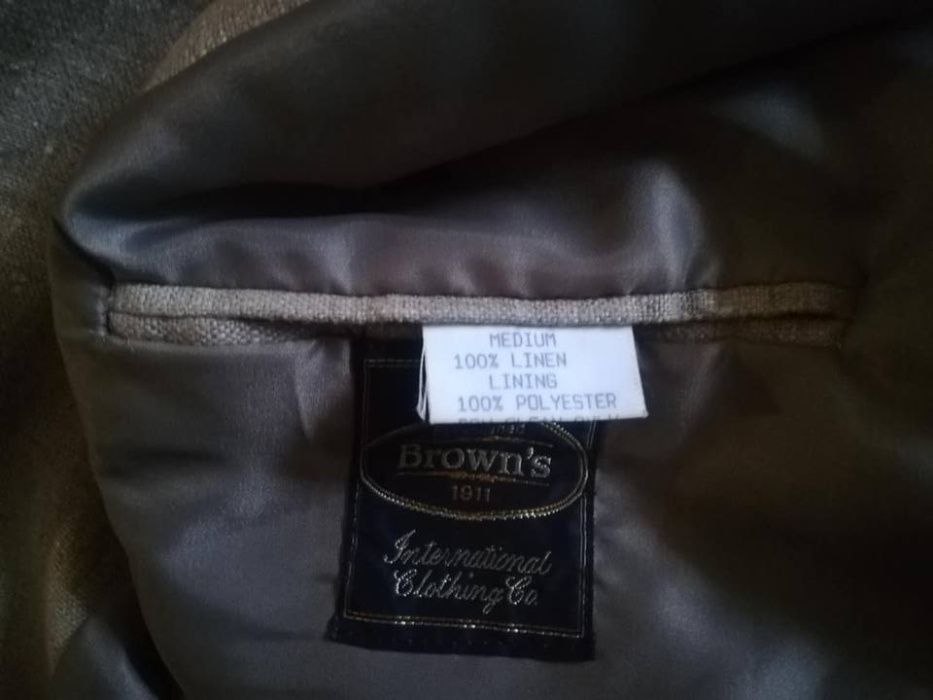 MEDIUM
100% LINEN
LINING
100% POLYESTER
Brown's
1911
International
Clothing Co.